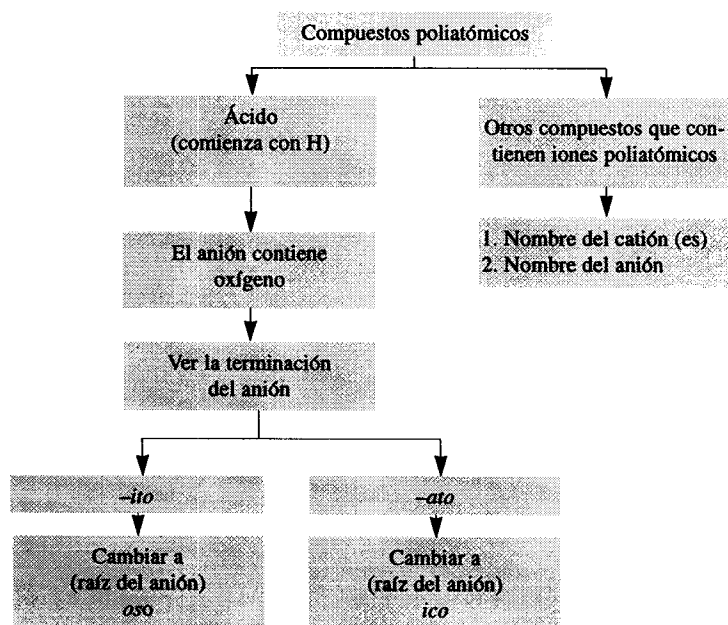 Compuestos poliatómicos
Ácido
(comienza con H)
Otros compuestos que con-
tienen iones poliatómicos
El anión contiene
oxígeno
1. Nombre del catión (es)
2. Nombre del anión
Ver la terminación
del anión
–ito
–ato
Cambiar a
(raíz del anión)
oso
Cambiar a
(raíz del anión)
ico